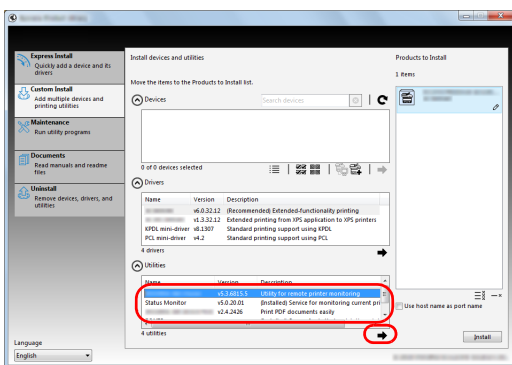 Express Install
Quickly add a device and its
drivers
Custom Install
Add multiple devices and
printing utilities
Maintenance
Run utility programs
Documents
Read manuals and readme
files
Uninstall
Remove devices, drivers, and
utilities
Language
English
Install devices and utilities
Move the items to the Products to Install list.
Devices
Search devices
0 of 0 devices selected
Drivers
Name Version Description
v6.0.32.12 (Recommended) Extended-functionality printing
v1.3.32.12 Extended printing from XPS application to XPS printers
KPDL mini-driver v8.1307 Standard printing support using KPDL
PCL mini-driver v4.2 Standard printing support using PCL
4 drivers
Utilities
Name Version Description
v5.3.6815.5 Utility for remote printer monitoring
Status Monitor v5.0.20.01 (Installed) Service for monitoring current pri
v2.4.2426 Print PDF documents easily
4 utilities
Products to Install
1 items
Use host name as port name
Install